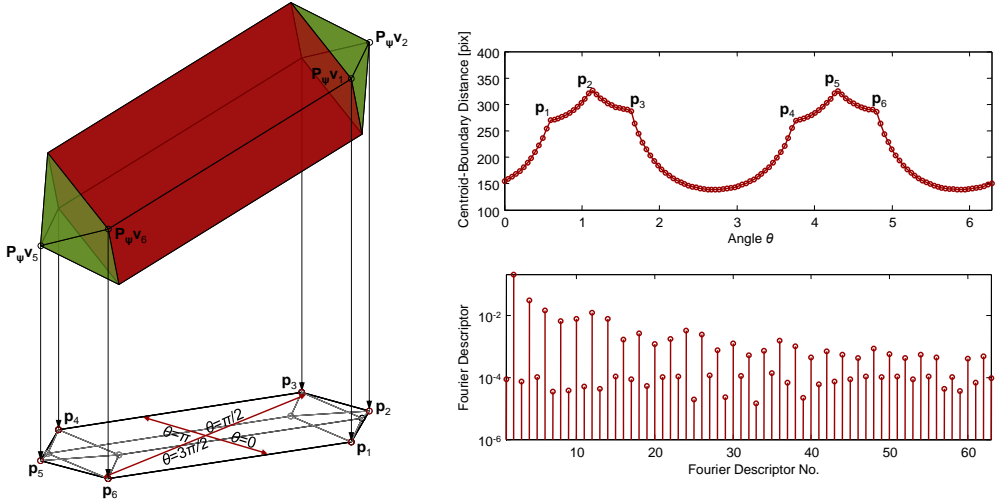 PψV2
PψV1
PψV6
PψV5
p3
p4
p2
θ=π/2
θ=π
θ=0
θ=3π/2
p1
p5
p6
Centroid-Boundary Distance [pix]
400
350
300
250
200
150
100
p1
p2
p3
p4
p5
p6
0 1 2 3 4 5 6
Angle θ
Fourier Descriptor
10-2
10-4
10-6
10 20 30 40 50 60
Fourier Descriptor No.